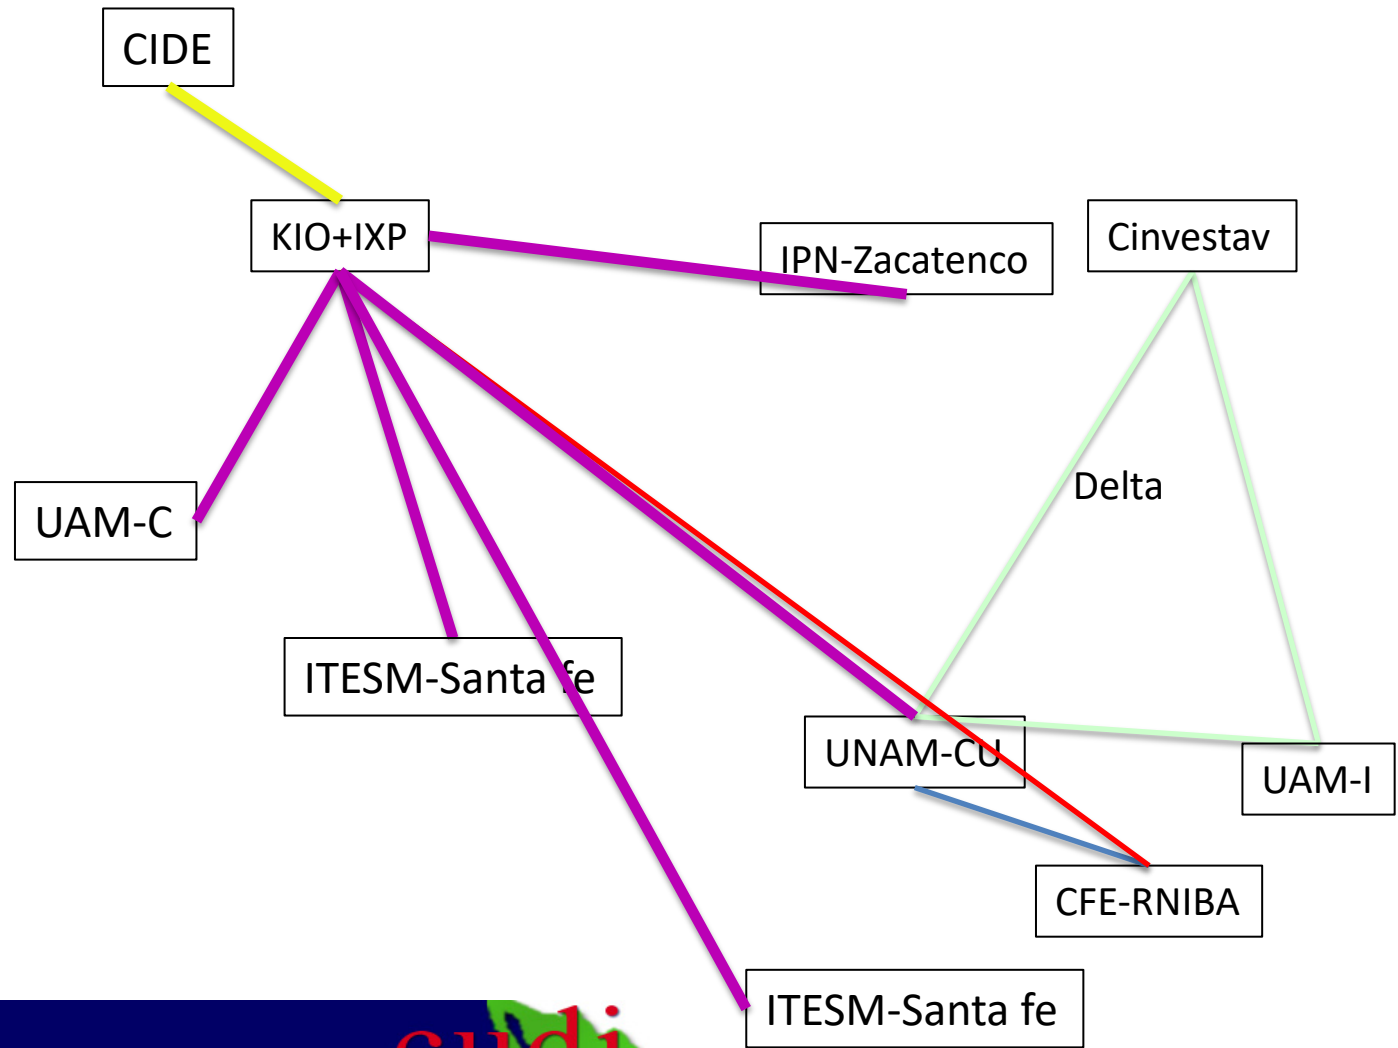 CIDE
KIO+IXP
IPN-Zacatenco
Cinvestav
Delta
UAM-C
ITESM-Santa fe
UNAM-CU
UAM-I
CFE-RNIBA
ITESM-Santa fe
cudi